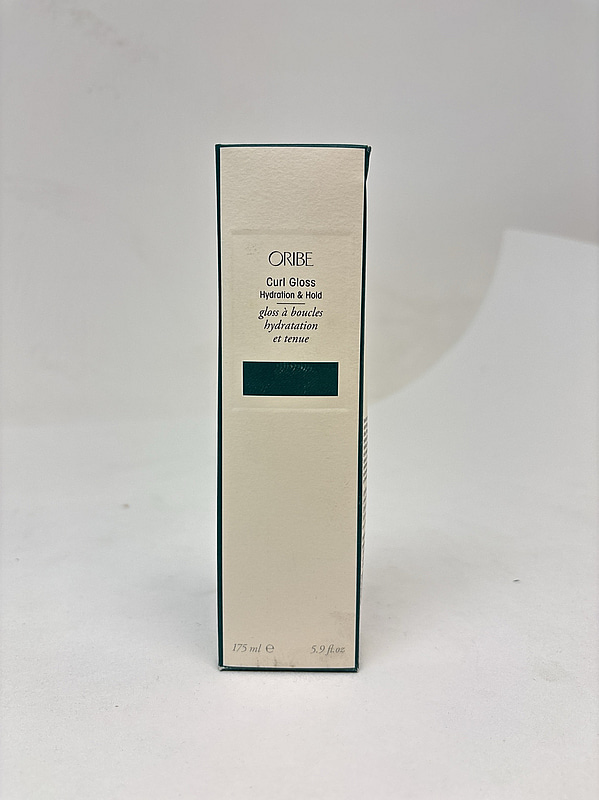 ORIBE
Curl Gloss
Hydration & Hold
gloss à boucles
hydratation
et tenue
175 ml ℮ 5.9 fl.oz